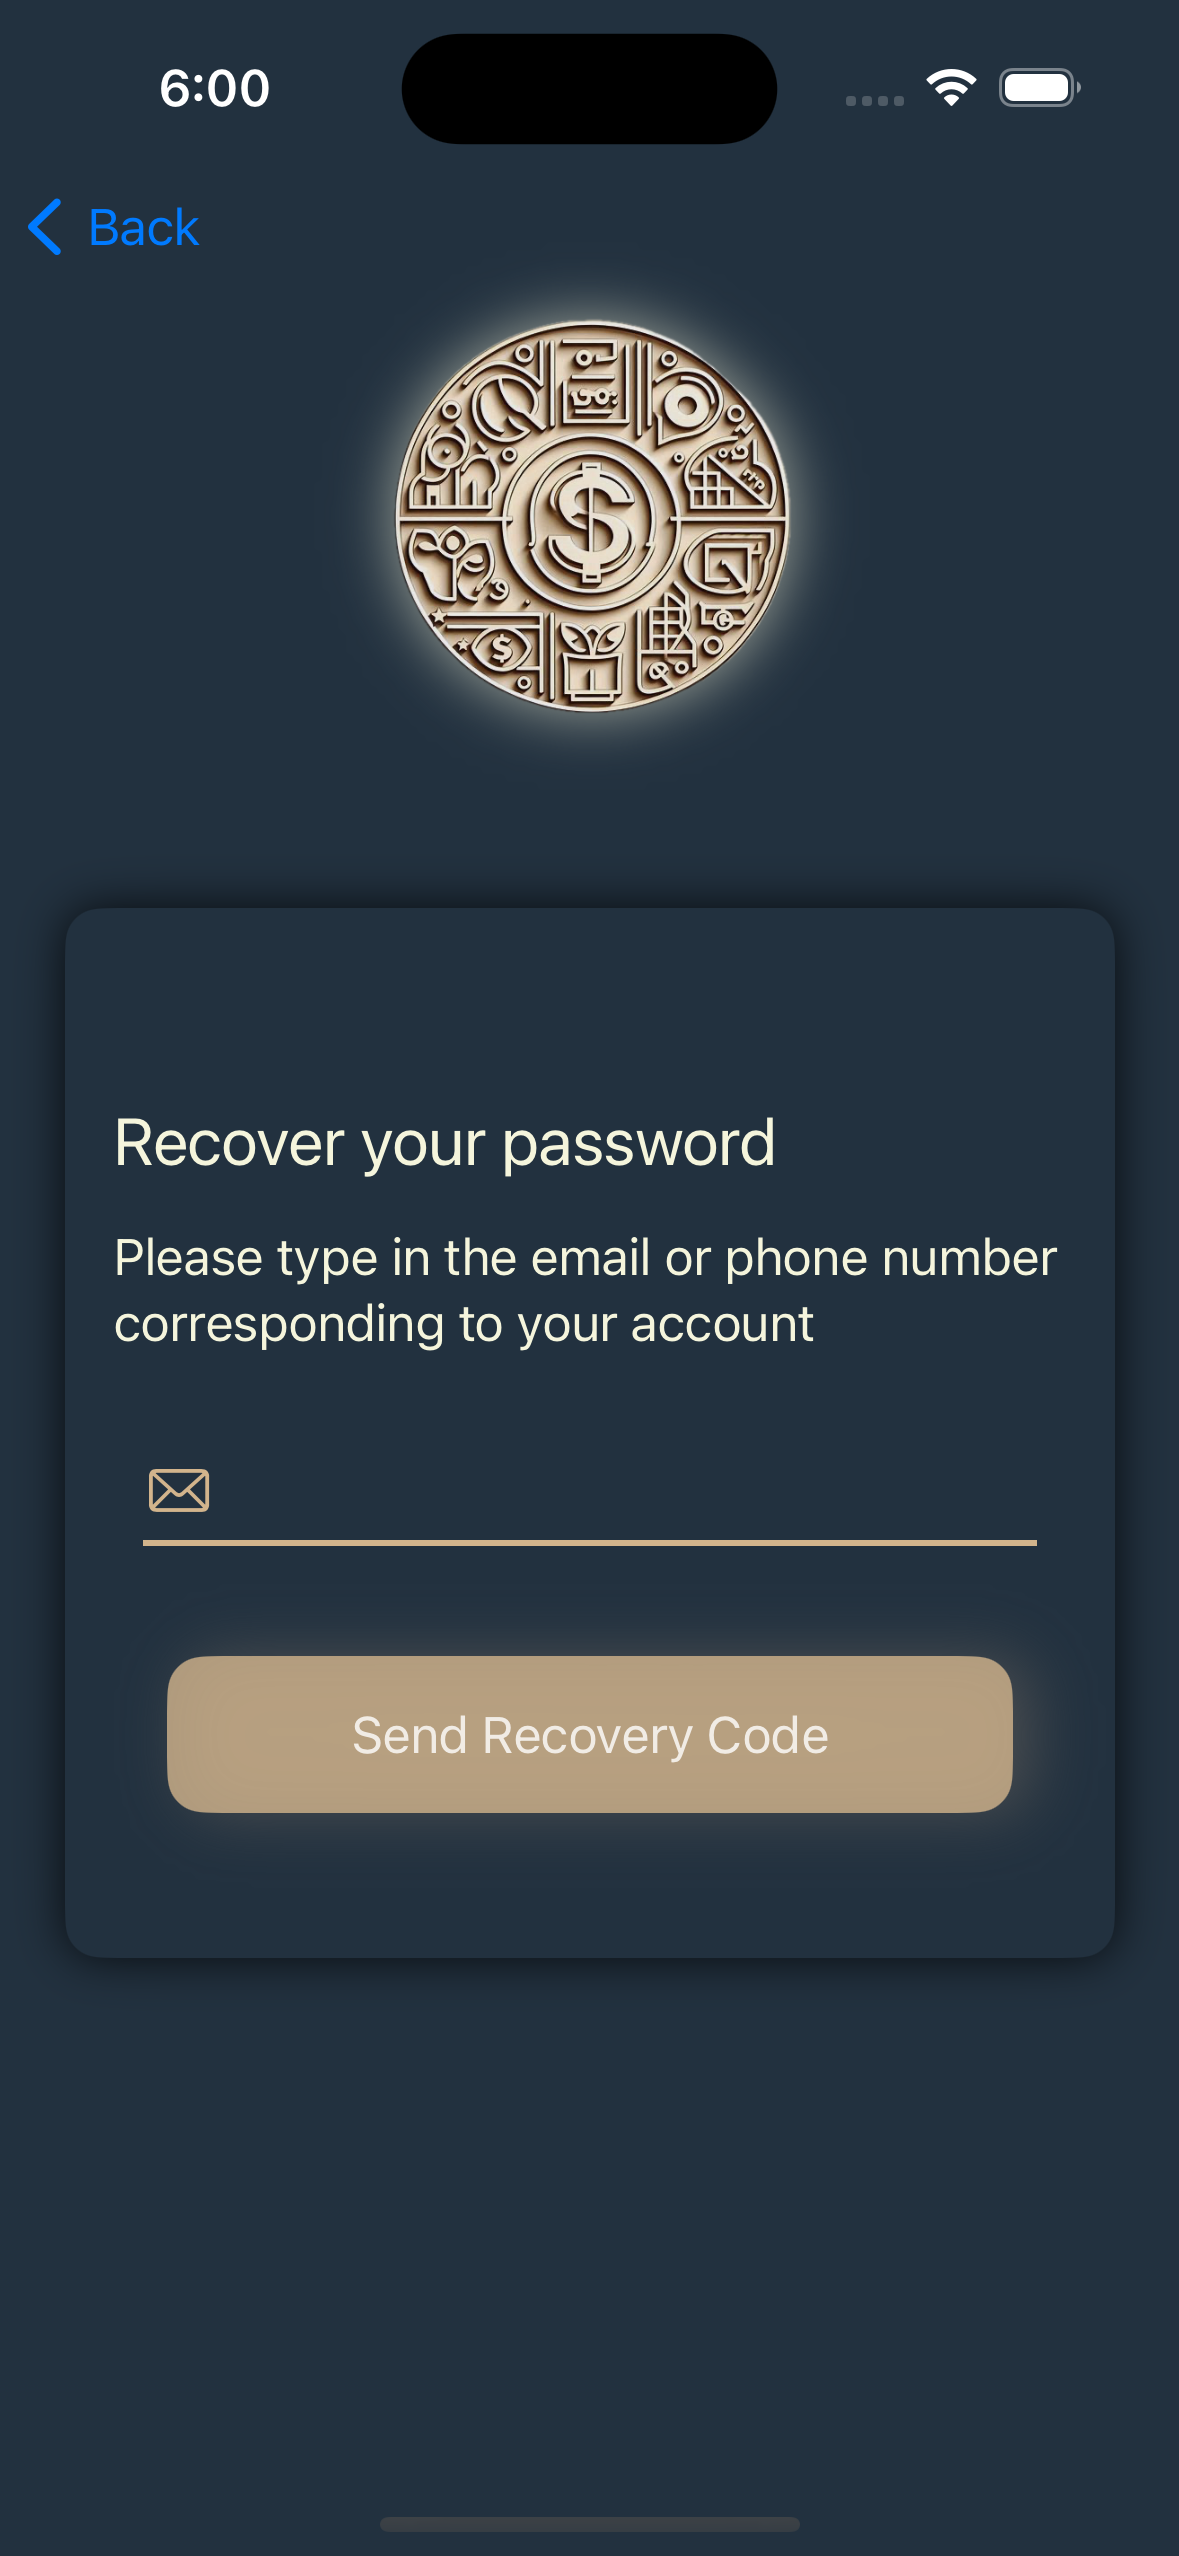 6:00
Back
$
$
Recover your password
Please type in the email or phone number
corresponding to your account
Send Recovery Code